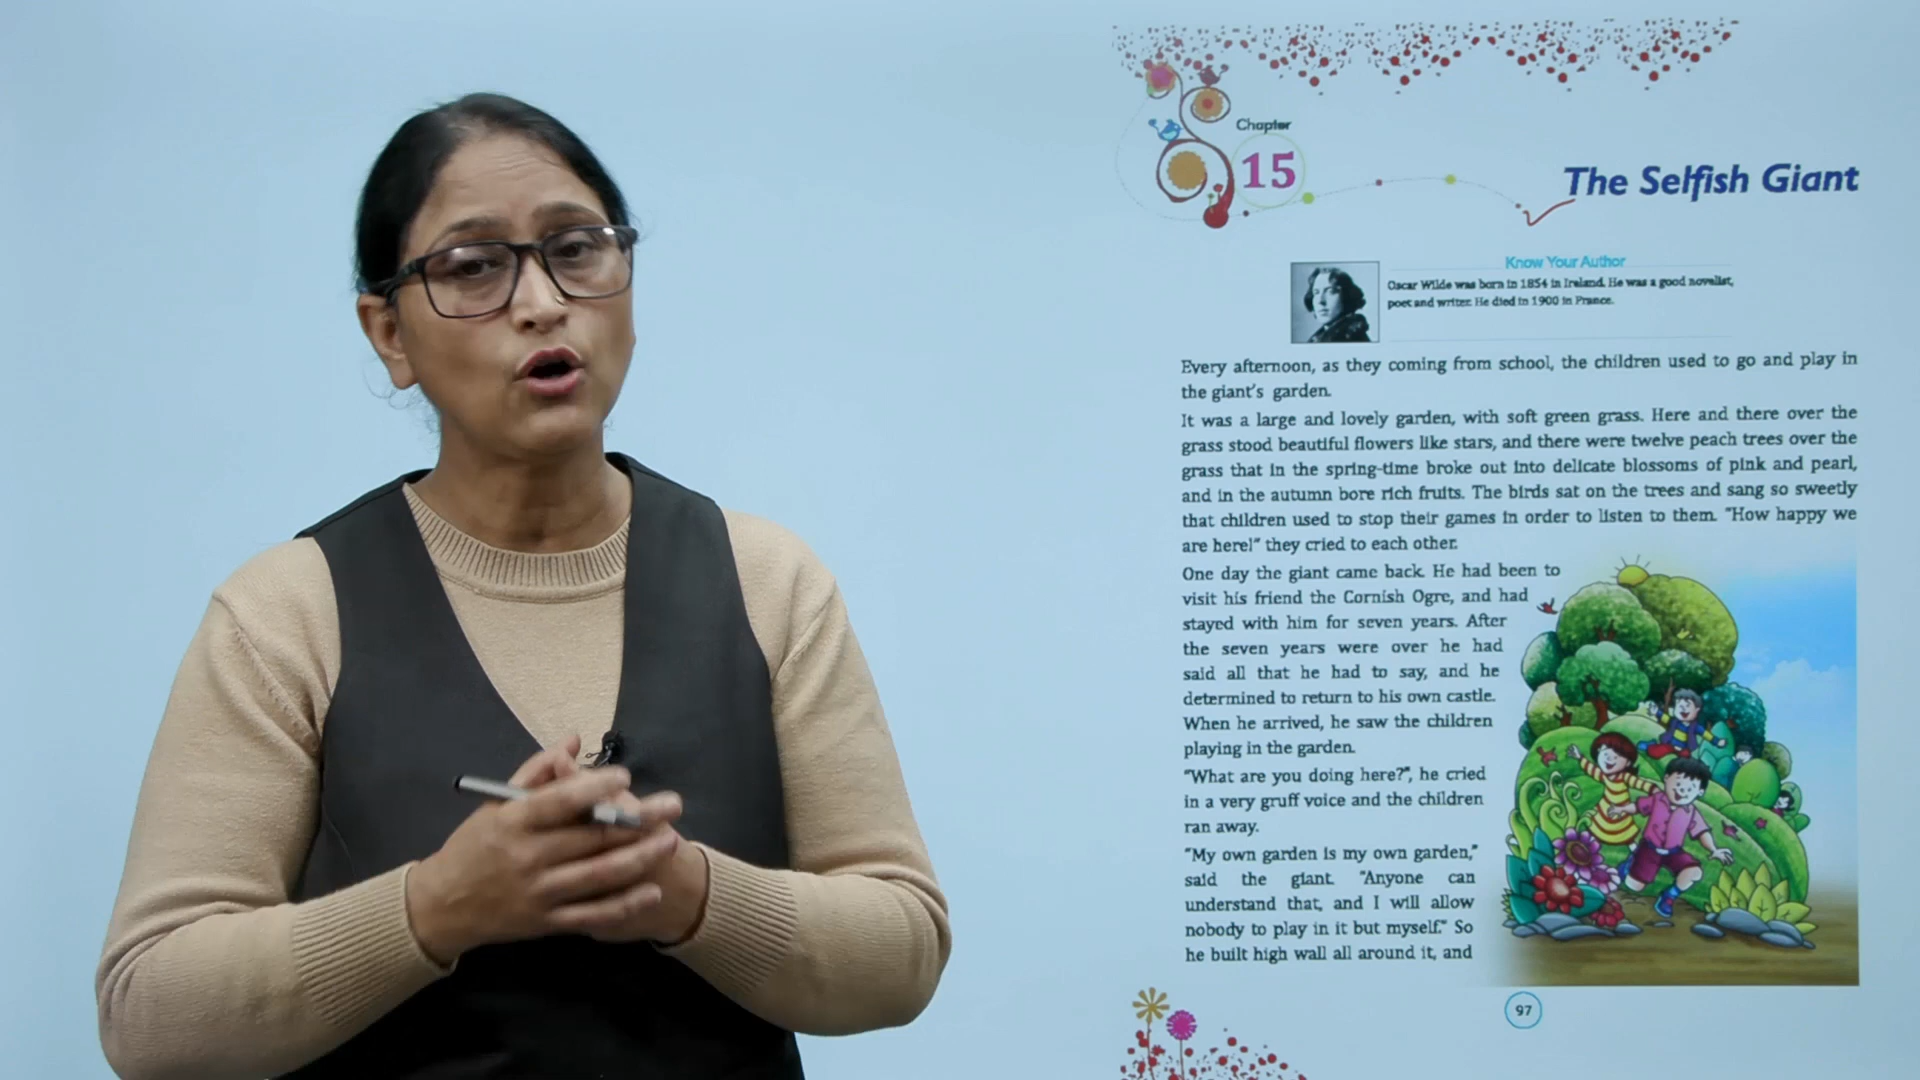 Chapter
15
The Selfish Giant
Know Your Author
Oscar Wilde was born in 1854 in Ireland. He was a good novelist,
poet and writer. He died in 1900 in France.
Every afternoon, as they coming from school, the children used to go and play in
the giant's garden.
It was a large and lovely garden, with soft green grass. Here and there over the
grass stood beautiful flowers like stars, and there were twelve peach trees over the
grass that in the spring-time broke out into delicate blossoms of pink and pearl,
and in the autumn bore rich fruits. The birds sat on the trees and sang so sweetly
that children used to stop their games in order to listen to them. "How happy we
are here!" they cried to each other.
One day the giant came back. He had been to
visit his friend the Cornish Ogre, and had
stayed with him for seven years. After
the seven years were over he had
said all that he had to say, and he
determined to return to his own castle.
When he arrived, he saw the children
playing in the garden.
"What are you doing here?", he cried
in a very gruff voice and the children
ran away.
"My own garden is my own garden,"
said the giant. "Anyone can
understand that, and I will allow
nobody to play in it but myself." So
he built high wall all around it, and
97